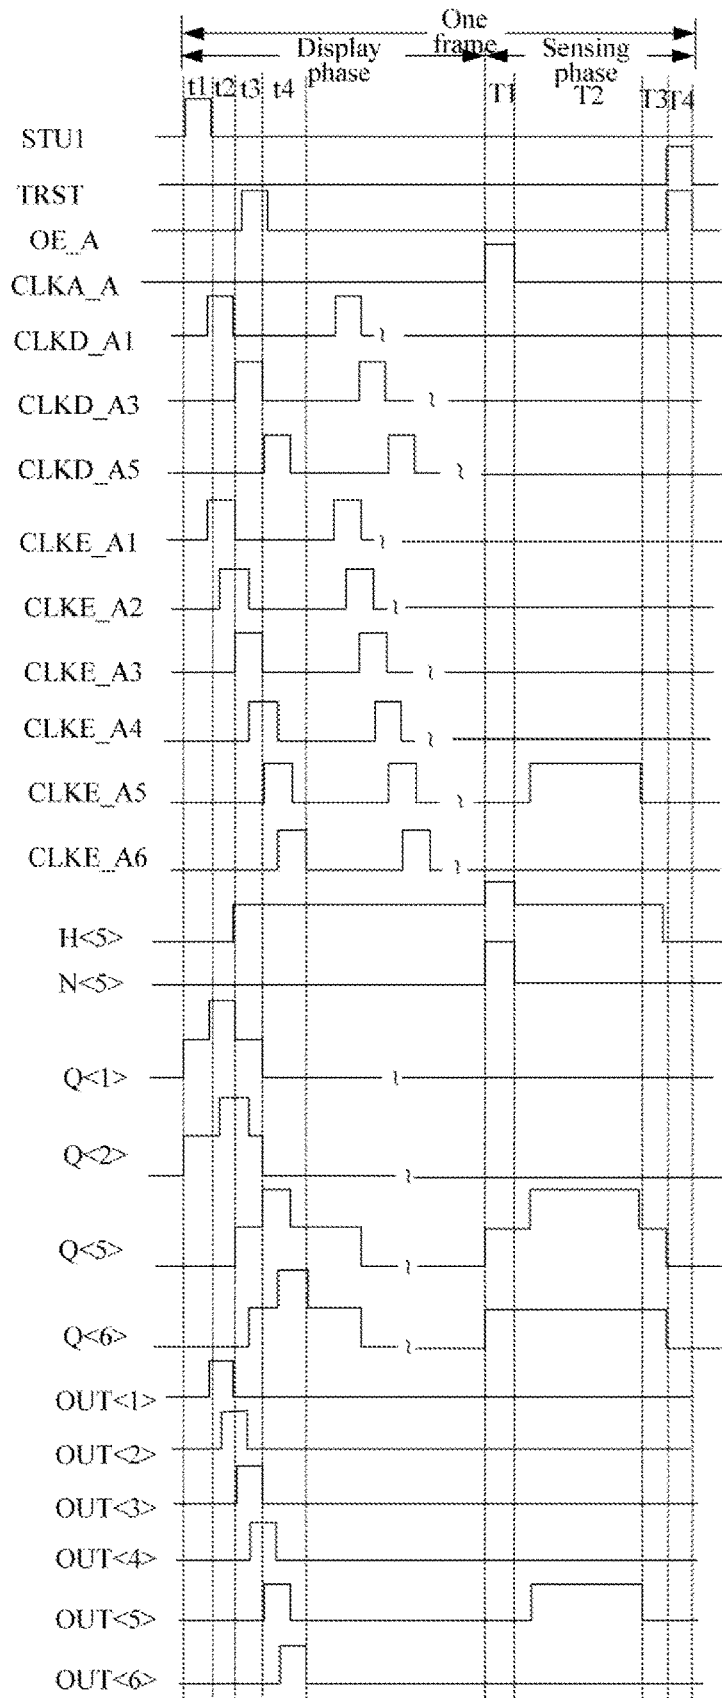 One
frame
Display
phase
Sensing
phase
t1 t2 t3 t4 T1 T2 T3 T4
STU1
TRST
OE_A
CLKA_A
CLKD_A1
CLKD_A3
CLKD_A5
CLKE_A1
CLKE_A2
CLKE_A3
CLKE_A4
CLKE_A5
CLKE_A6
H<5>
N<5>
Q<1>
Q<2>
Q<5>
Q<6>
OUT<1>
OUT<2>
OUT<3>
OUT<4>
OUT<5>
OUT<6>